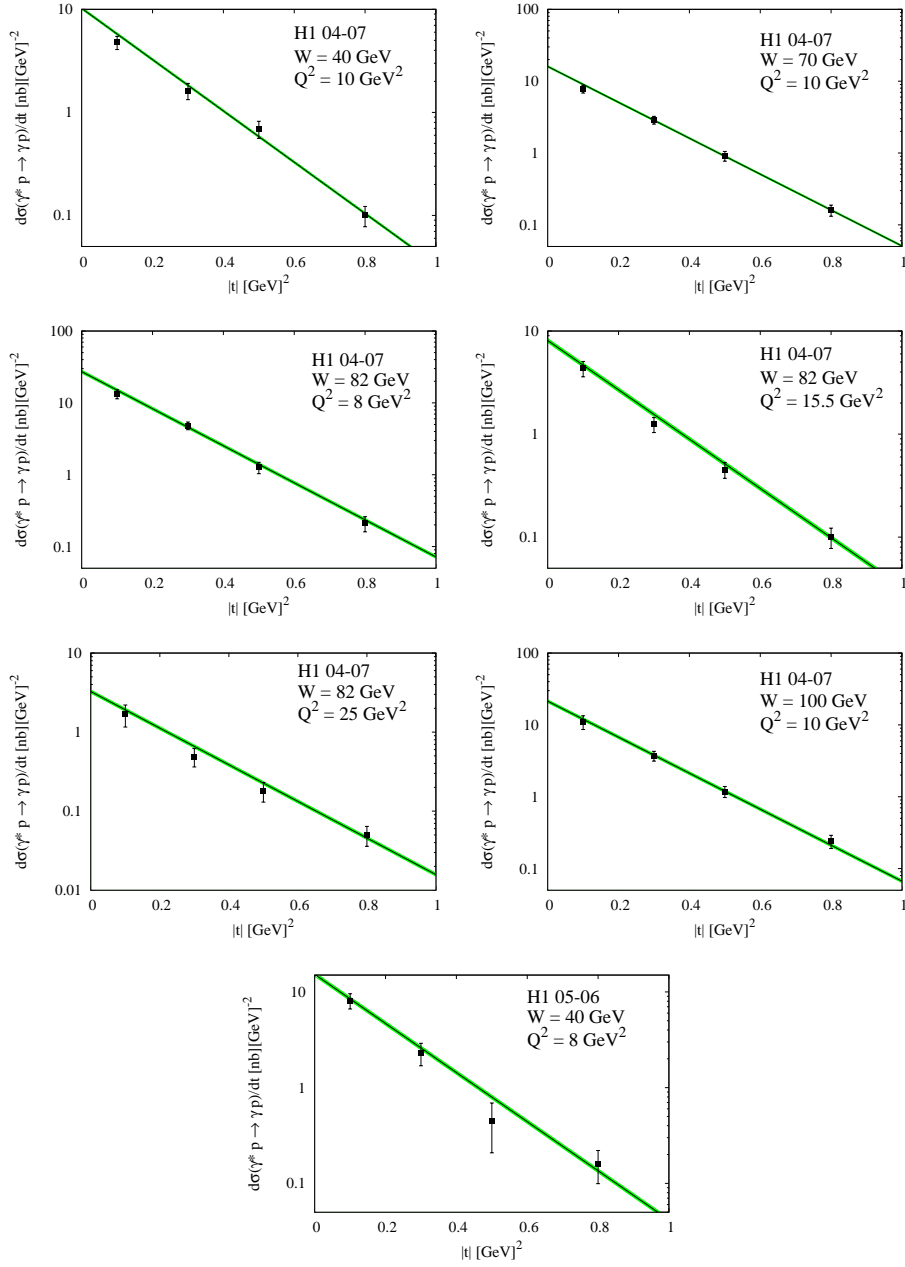 dσ(γ* p → γ p)/dt [nb][GeV]^-2
10
1
0.1
H1 04-07
W = 40 GeV
Q^2 = 10 GeV^2
0 0.2 0.4 0.6 0.8 1
|t| [GeV]^2
dσ(γ* p → γ p)/dt [nb][GeV]^-2
100
10
1
0.1
H1 04-07
W = 70 GeV
Q^2 = 10 GeV^2
0 0.2 0.4 0.6 0.8 1
|t| [GeV]^2
dσ(γ* p → γ p)/dt [nb][GeV]^-2
100
10
1
0.1
H1 04-07
W = 82 GeV
Q^2 = 8 GeV^2
0 0.2 0.4 0.6 0.8 1
|t| [GeV]^2
dσ(γ* p → γ p)/dt [nb][GeV]^-2
10
1
0.1
H1 04-07
W = 82 GeV
Q^2 = 15.5 GeV^2
0 0.2 0.4 0.6 0.8 1
|t| [GeV]^2
dσ(γ* p → γ p)/dt [nb][GeV]^-2
10
1
0.1
0.01
H1 04-07
W = 82 GeV
Q^2 = 25 GeV^2
0 0.2 0.4 0.6 0.8 1
|t| [GeV]^2
dσ(γ* p → γ p)/dt [nb][GeV]^-2
100
10
1
0.1
H1 04-07
W = 100 GeV
Q^2 = 10 GeV^2
0 0.2 0.4 0.6 0.8 1
|t| [GeV]^2
dσ(γ* p → γ p)/dt [nb][GeV]^-2
10
1
0.1
H1 05-06
W = 40 GeV
Q^2 = 8 GeV^2
0 0.2 0.4 0.6 0.8 1
|t| [GeV]^2